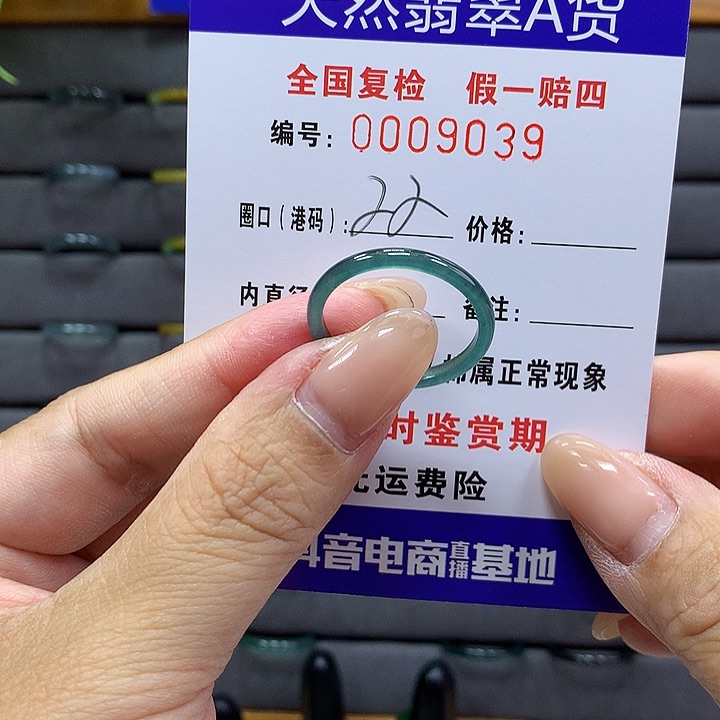 天然翡翠A货
全国复检 假一赔四
编号: 0009039
圈口(港码): 22 价格:
内直径 备注:
属正常现象
时鉴赏期
运费险
抖音电商直播基地